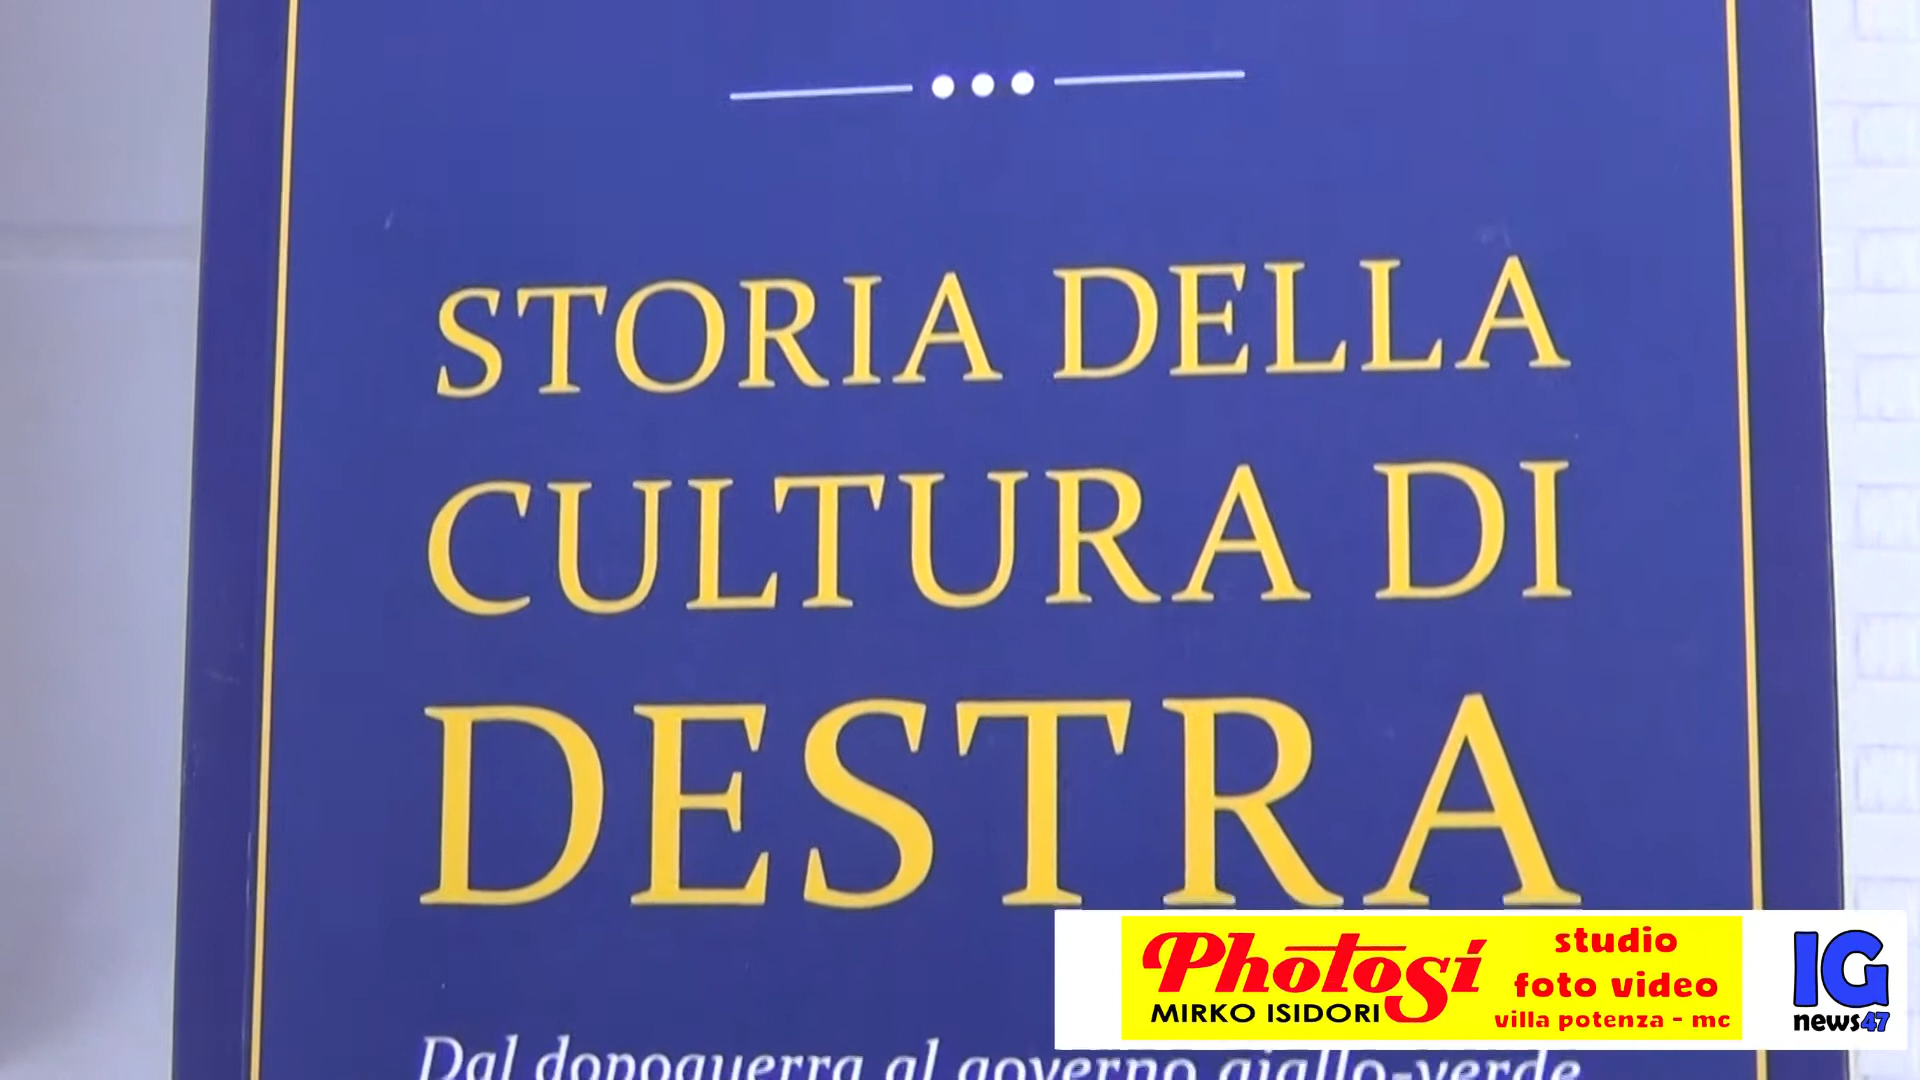 STORIA DELLA
CULTURA DI
DESTRA
Dal dopoguerra al governo giallo-verde
PhotoSí
MIRKO ISIDORI
studio
foto video
villa potenza - mc
IG
news47